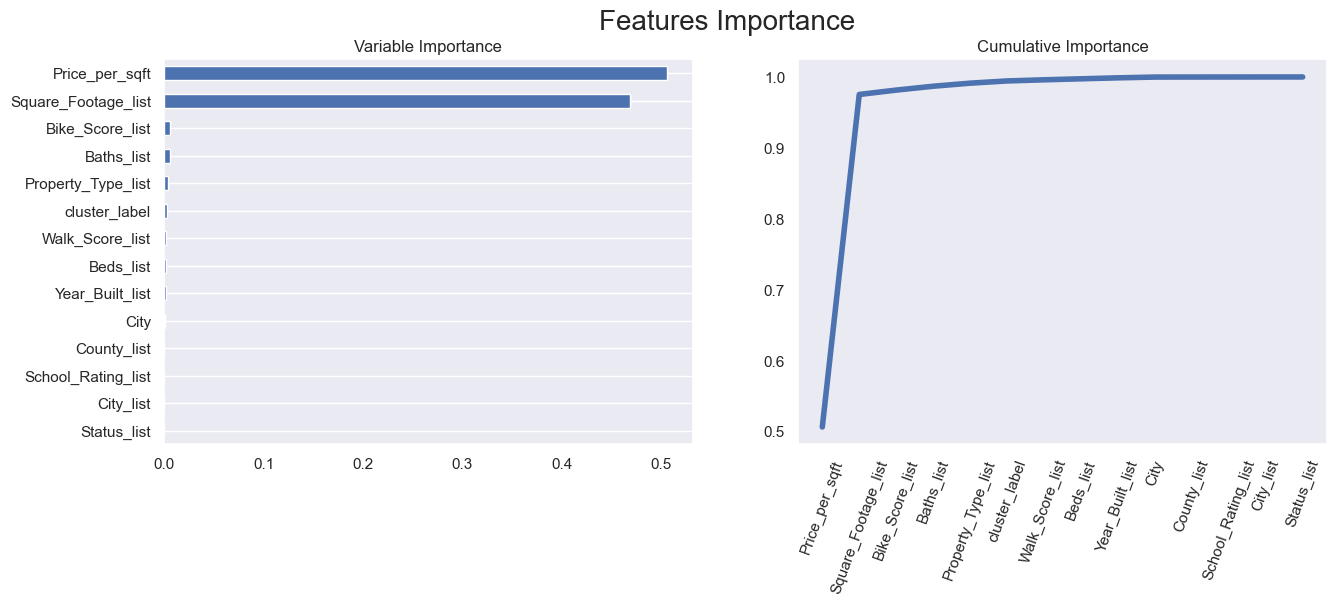 Features Importance
Variable Importance
Price_per_sqft
Square_Footage_list
Bike_Score_list
Baths_list
Property_Type_list
cluster_label
Walk_Score_list
Beds_list
Year_Built_list
City
County_list
School_Rating_list
City_list
Status_list
0.0 0.1 0.2 0.3 0.4 0.5
Cumulative Importance
1.0
0.9
0.8
0.7
0.6
0.5
Price_per_sqft
Square_Footage_list
Bike_Score_list
Baths_list
Property_Type_list
cluster_label
Walk_Score_list
Beds_list
Year_Built_list
City
County_list
School_Rating_list
City_list
Status_list